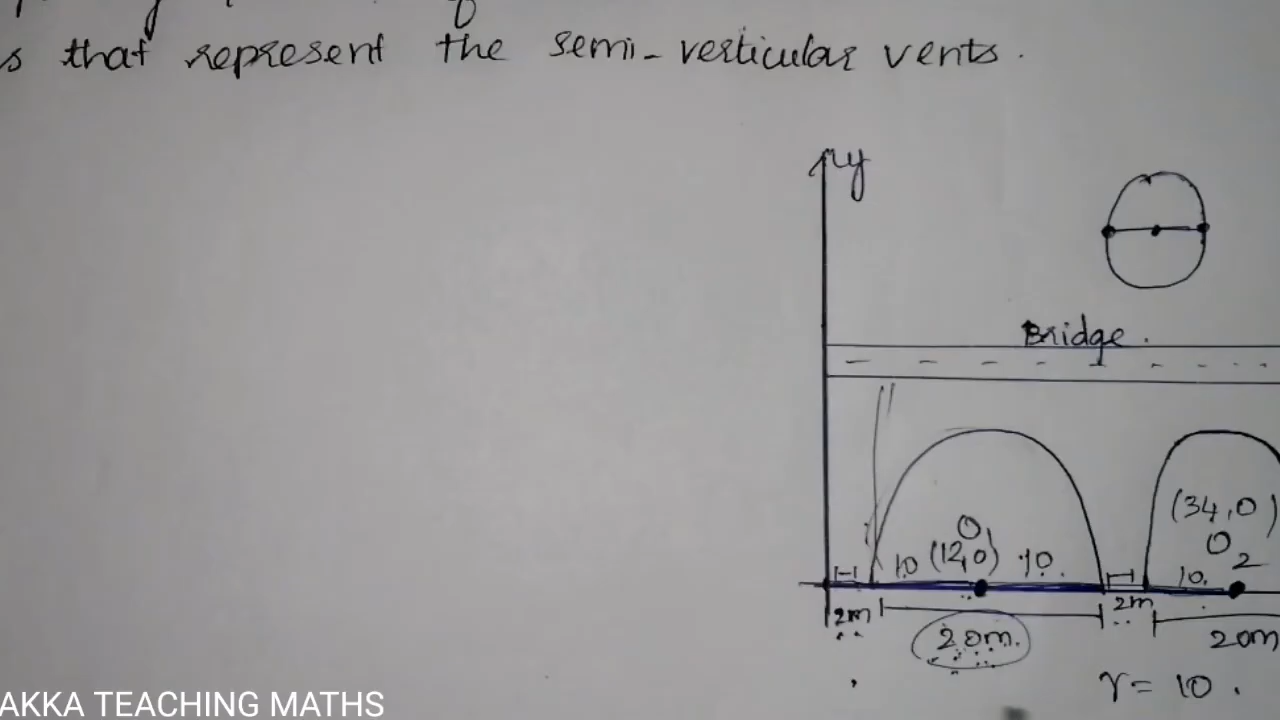 s that represent the semi-verticular vents.
y
Bridge.
(34,0)
O1
O2
10 (12,0) 10.
10.
2m
2m
20m.
20m
r = 10.
AKKA TEACHING MATHS